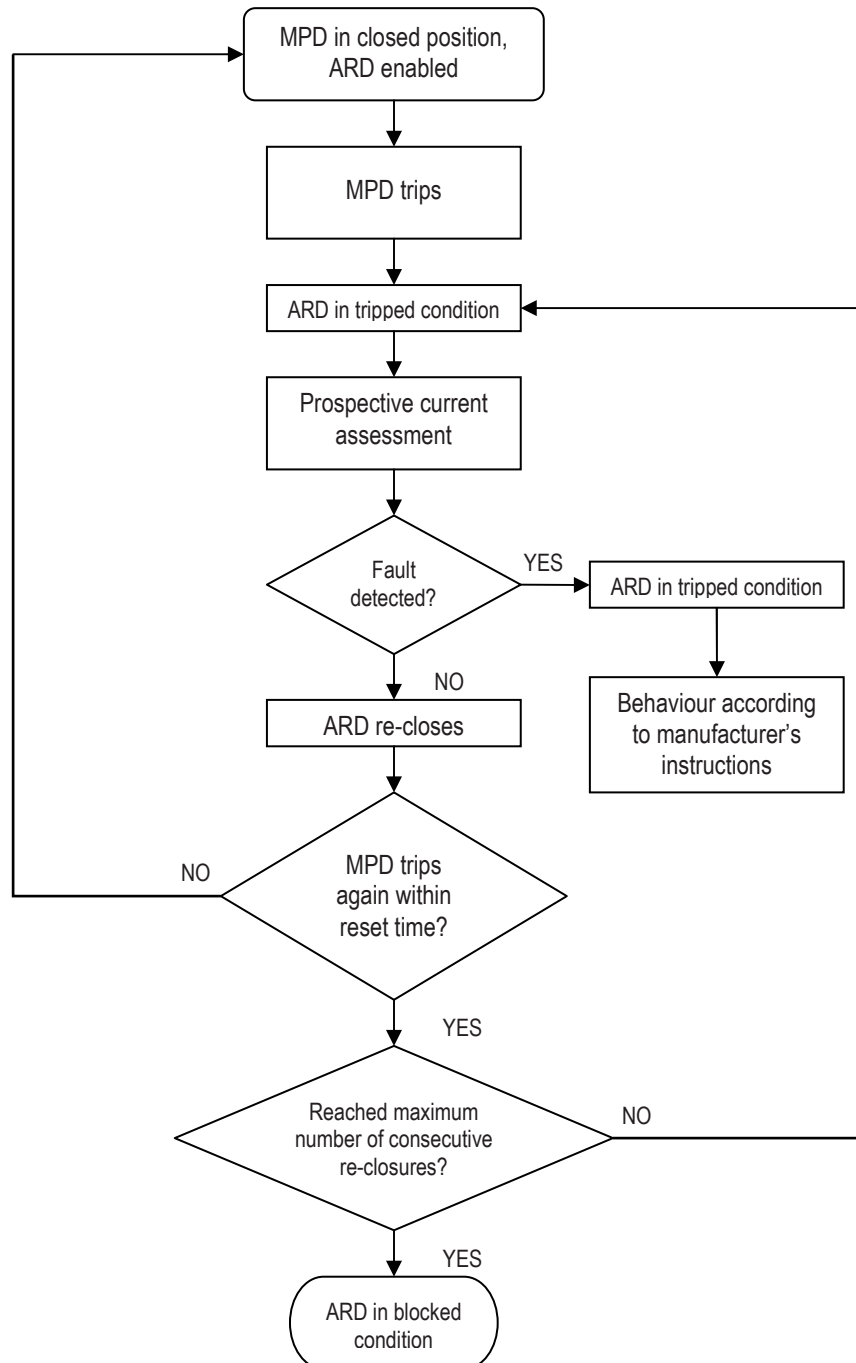 MPD in closed position,
ARD enabled
MPD trips
ARD in tripped condition
Prospective current
assessment
Fault
detected?
YES
ARD in tripped condition
NO
Behaviour according
to manufacturer's
instructions
ARD re-closes
NO
MPD trips
again within
reset time?
YES
Reached maximum
number of consecutive
re-closures?
NO
YES
ARD in blocked
condition